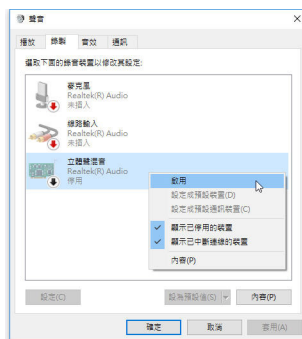 聲音
播放 錄製 音效 通訊
選取下面的錄音裝置以修改其設定:
麥克風
Realtek(R) Audio
未插入
線路輸入
Realtek(R) Audio
未插入
立體聲混音
Realtek(R) Audio
停用
啟用
設定成預設裝置(D)
設定成預設通訊裝置(C)
顯示已停用的裝置
顯示已中斷連線的裝置
內容(P)
設定(C) 設為預設值(S) 內容(P)
確定 取消 套用(A)